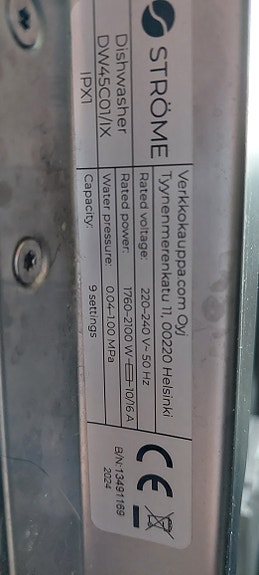 STRÖME
Dishwasher
DW45C01/IX
IPX1
Verkkokauppa.com Oyj
Tyynenmerenkatu 11, 00220 Helsinki
Rated voltage: 220-240 V~ 50 Hz
Rated power: 1760-2100 W 10/16 A
Water pressure: 0.04-1.00 MPa
Capacity: 9 settings
CE
B/N:13491169
2024